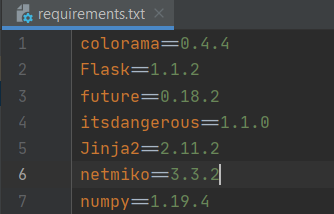 requirements.txt
1 colorama==0.4.4
2 Flask==1.1.2
3 future==0.18.2
4 itsdangerous==1.1.0
5 Jinja2==2.11.2
6 netmiko==3.3.2
7 numpy==1.19.4